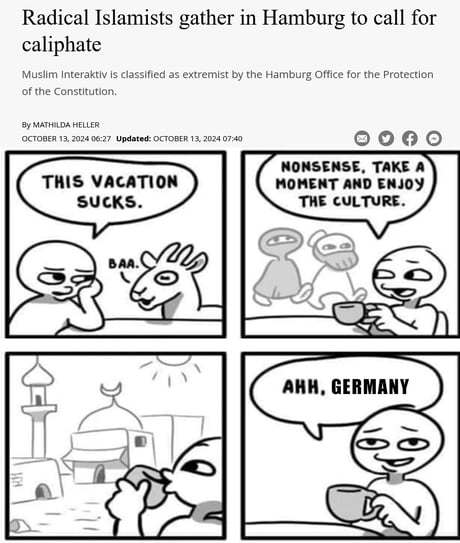 Radical Islamists gather in Hamburg to call for
caliphate
Muslim Interaktiv is classified as extremist by the Hamburg Office for the Protection
of the Constitution.
By MATHILDA HELLER
OCTOBER 13, 2024 06:27 Updated: OCTOBER 13, 2024 07:40
THIS VACATION
SUCKS.
BAA.
NONSENSE, TAKE A
MOMENT AND ENJOY
THE CULTURE.
AHH, GERMANY